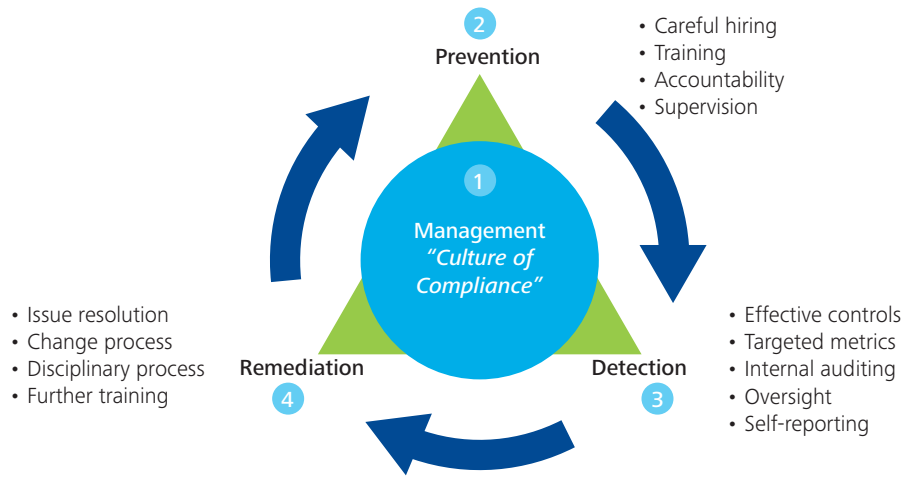 2
Prevention
• Careful hiring
• Training
• Accountability
• Supervision
1
Management
“Culture of
Compliance”
• Issue resolution
• Change process
• Disciplinary process
• Further training
Remediation
4
Detection
3
• Effective controls
• Targeted metrics
• Internal auditing
• Oversight
• Self-reporting